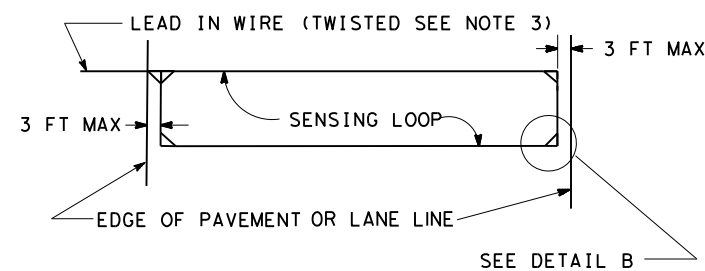 LEAD IN WIRE (TWISTED SEE NOTE 3)
3 FT MAX
3 FT MAX
SENSING LOOP
EDGE OF PAVEMENT OR LANE LINE
SEE DETAIL B